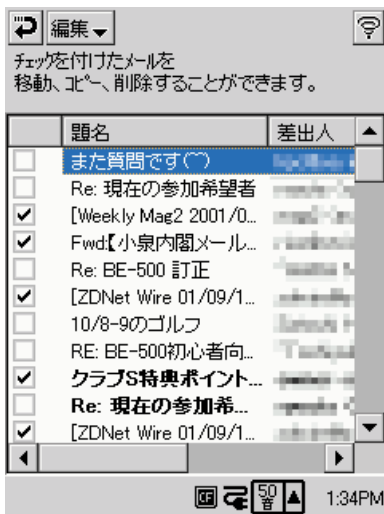 編集
チェックを付けたメールを
移動、コピー、削除することができます。
題名 差出人
また質問です(^^)
Re: 現在の参加希望者
[Weekly Mag2 2001/0...
Fwd:【小泉内閣メール...
Re: BE-500 訂正
[ZDNet Wire 01/09/1...
10/8-9のゴルフ
RE: BE-500初心者向...
クラブS特典ポイント...
Re: 現在の参加希...
[ZDNet Wire 01/09/1...
50音 1:34PM